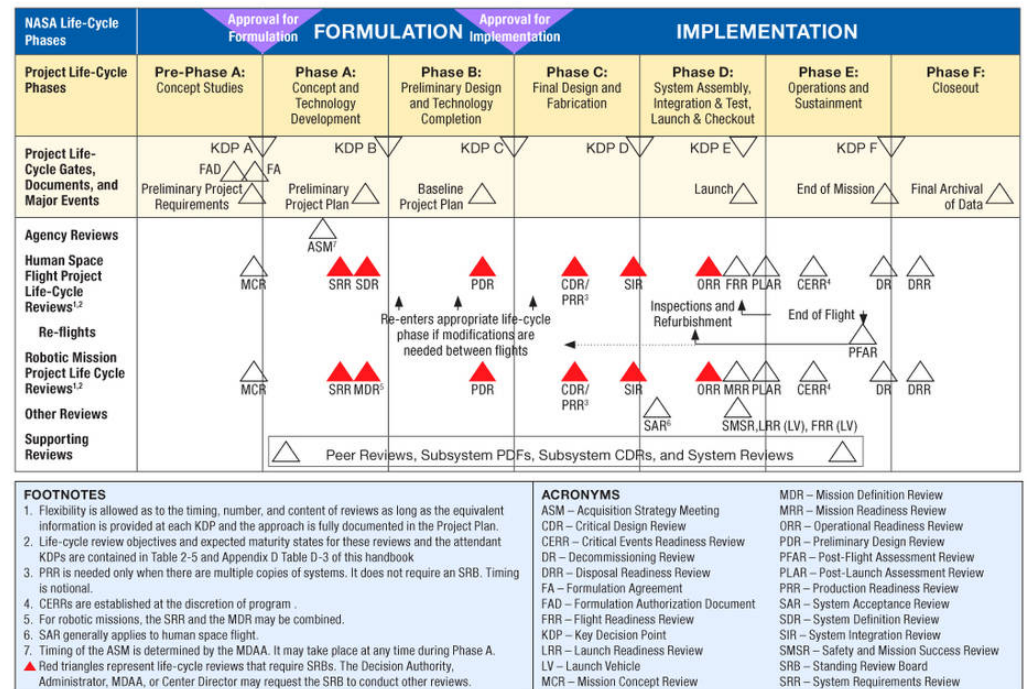 NASA Life-Cycle
Phases
Approval for
Formulation
FORMULATION
Approval for
Implementation
IMPLEMENTATION
Project Life-Cycle
Phases
Pre-Phase A:
Concept Studies
Phase A:
Concept and
Technology
Development
Phase B:
Preliminary Design
and Technology
Completion
Phase C:
Final Design and
Fabrication
Phase D:
System Assembly,
Integration & Test,
Launch & Checkout
Phase E:
Operations and
Sustainment
Phase F:
Closeout
Project Life-
Cycle Gates,
Documents, and
Major Events
KDP A
KDP B
KDP C
KDP D
KDP E
KDP F
FAD
FA
Preliminary Project
Requirements
Preliminary
Project Plan
Baseline
Project Plan
Launch
End of Mission
Final Archival
of Data
Agency Reviews
ASM7
Human Space
Flight Project
Life-Cycle
Reviews1,2
MCR
SRR SDR
PDR
CDR/
PRR3
SIR
ORR FRR PLAR
CERR4
DR
DRR
Re-flights
Re-enters appropriate life-cycle
phase if modifications are
needed between flights
Inspections and
Refurbishment
End of Flight
PFAR
Robotic Mission
Project Life Cycle
Reviews1,2
MCR
SRR MDR5
PDR
CDR/
PRR3
SIR
ORR MRR PLAR
CERR4
DR
DRR
Other Reviews
SAR6
SMSR,LRR (LV), FRR (LV)
Supporting
Reviews
Peer Reviews, Subsystem PDFs, Subsystem CDRs, and System Reviews
FOOTNOTES
1. Flexibility is allowed as to the timing, number, and content of reviews as long as the equivalent
information is provided at each KDP and the approach is fully documented in the Project Plan.
2. Life-cycle review objectives and expected maturity states for these reviews and the attendant
KDPs are contained in Table 2-5 and Appendix D Table D-3 of this handbook
3. PRR is needed only when there are multiple copies of systems. It does not require an SRB. Timing
is notional.
4. CERRs are established at the discretion of program .
5. For robotic missions, the SRR and the MDR may be combined.
6. SAR generally applies to human space flight.
7. Timing of the ASM is determined by the MDAA. It may take place at any time during Phase A.
Red triangles represent life-cycle reviews that require SRBs. The Decision Authority,
Administrator, MDAA, or Center Director may request the SRB to conduct other reviews.
ACRONYMS
ASM – Acquisition Strategy Meeting
CDR – Critical Design Review
CERR – Critical Events Readiness Review
DR – Decommissioning Review
DRR – Disposal Readiness Review
FA – Formulation Agreement
FAD – Formulation Authorization Document
FRR – Flight Readiness Review
KDP – Key Decision Point
LRR – Launch Readiness Review
LV – Launch Vehicle
MCR – Mission Concept Review
MDR – Mission Definition Review
MRR – Mission Readiness Review
ORR – Operational Readiness Review
PDR – Preliminary Design Review
PFAR – Post-Flight Assessment Review
PLAR – Post-Launch Assessment Review
PRR – Production Readiness Review
SAR – System Acceptance Review
SDR – System Definition Review
SIR – System Integration Review
SMSR – Safety and Mission Success Review
SRB – Standing Review Board
SRR – System Requirements Review